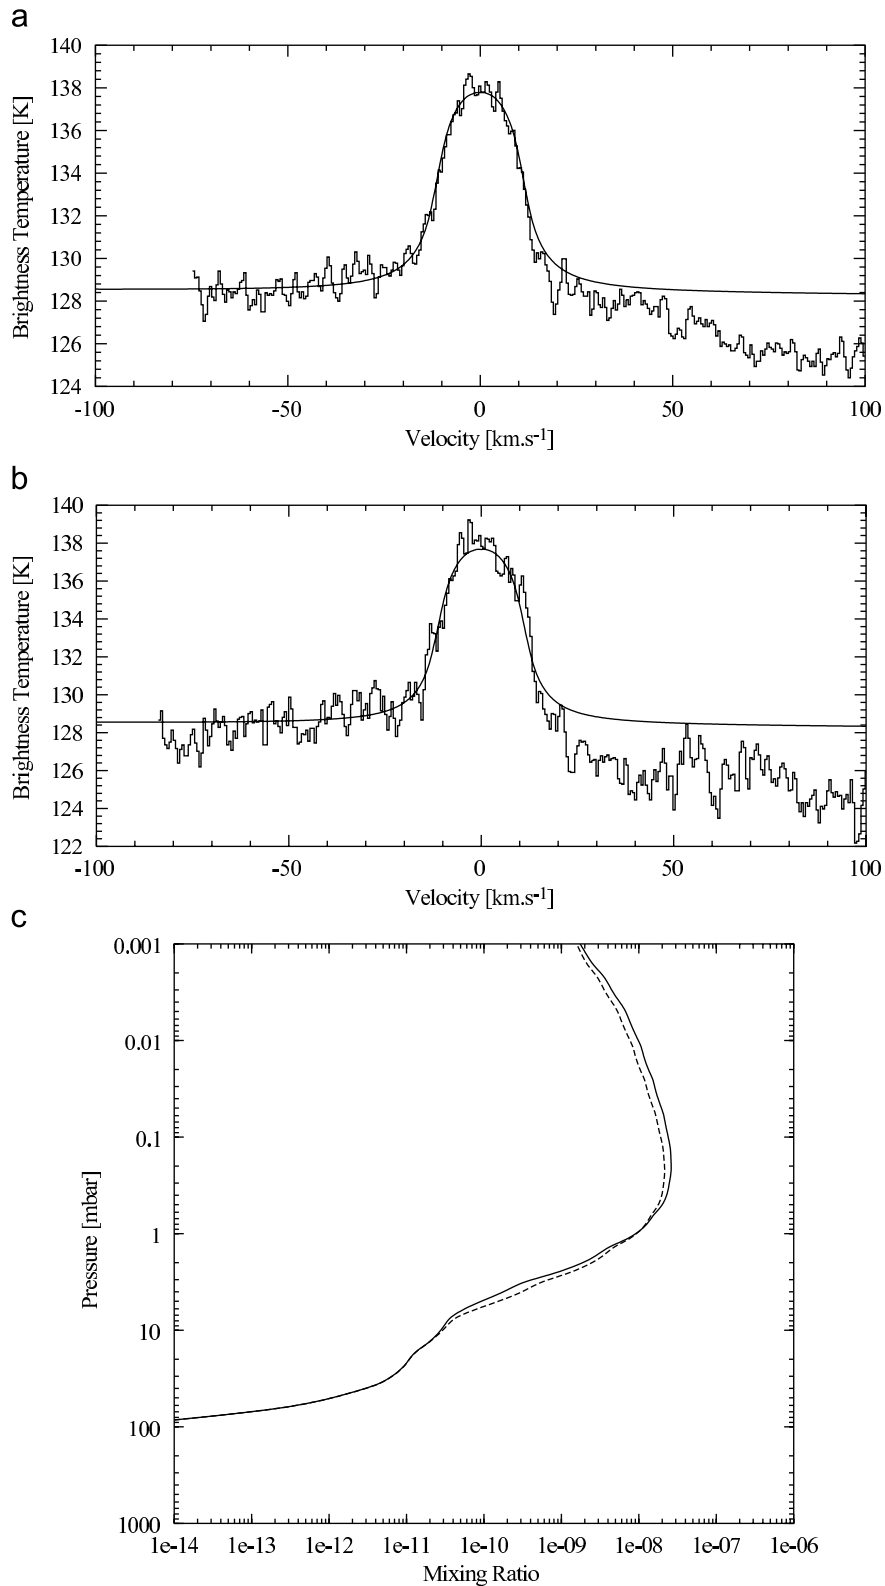 a
140
138
136
134
132
130
128
126
124
Brightness Temperature [K]
-100 -50 0 50 100
Velocity [km.s-1]
b
140
138
136
134
132
130
128
126
124
122
Brightness Temperature [K]
-100 -50 0 50 100
Velocity [km.s-1]
c
0.001
0.01
0.1
1
10
100
1000
Pressure [mbar]
1e-14 1e-13 1e-12 1e-11 1e-10 1e-09 1e-08 1e-07 1e-06
Mixing Ratio